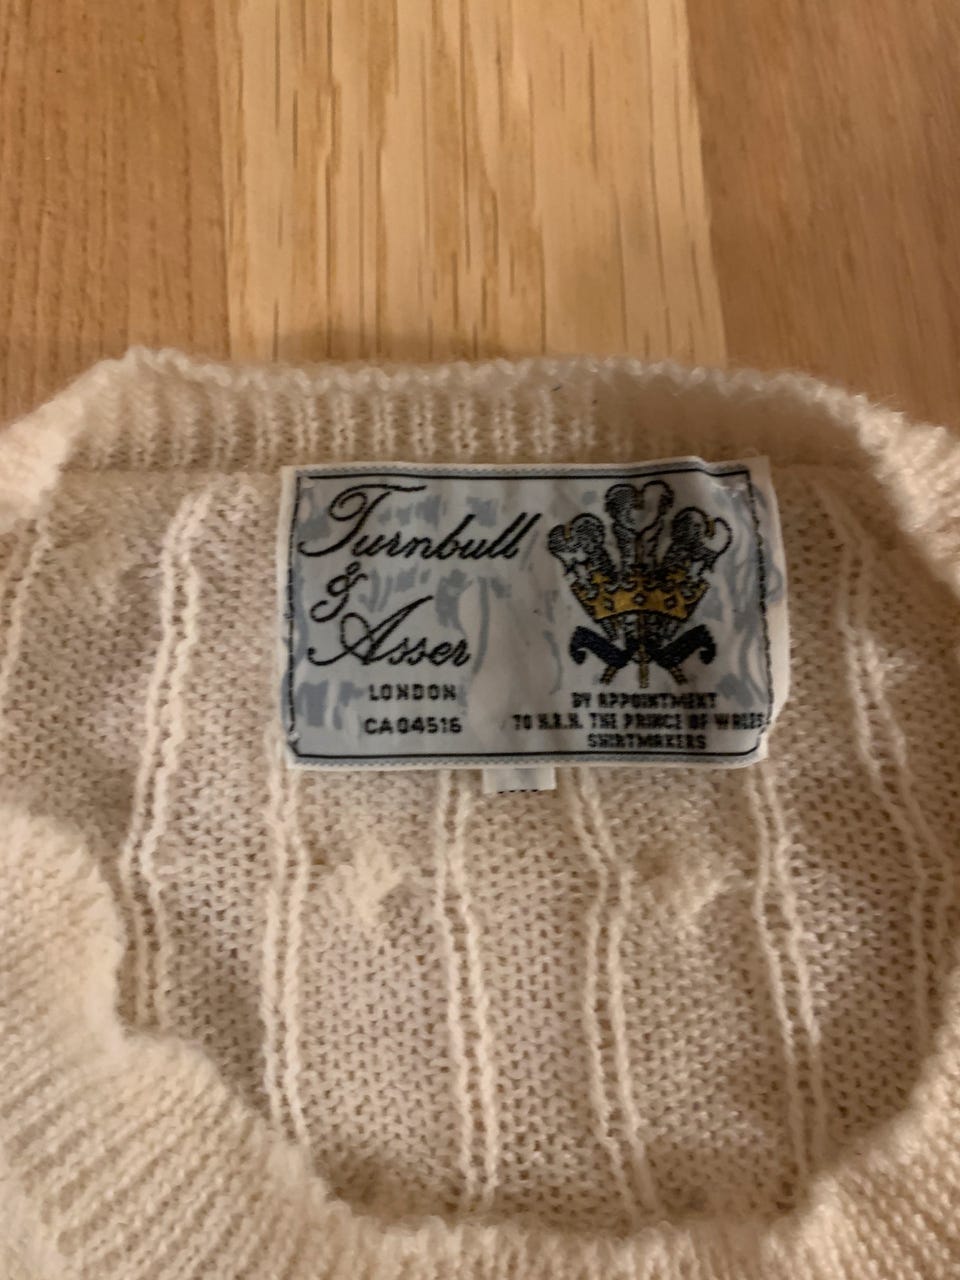 Turnbull
&
Asser
LONDON
CA04516
BY APPOINTMENT
TO H.R.H. THE PRINCE OF WALES
SHIRTMAKERS